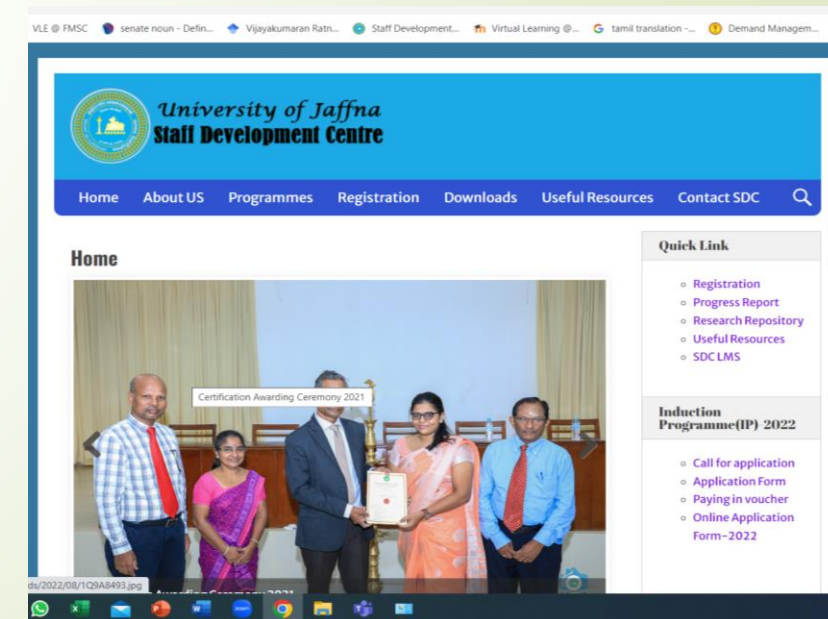 VLE @ FMSC senate noun - Defin... Vijayakumaran Ratn... Staff Development... Virtual Learning @... tamil translation -... Demand Managem...
University of Jaffna
Staff Development Centre
Home About US Programmes Registration Downloads Useful Resources Contact SDC
Home
Certification Awarding Ceremony 2021
Quick Link
Registration
Progress Report
Research Repository
Useful Resources
SDC LMS
Induction
Programme(IP) 2022
Call for application
Application Form
Paying in voucher
Online Application
Form-2022
ds/2022/08/1Q9A8493.jpg
Awarding Ceremony 2021